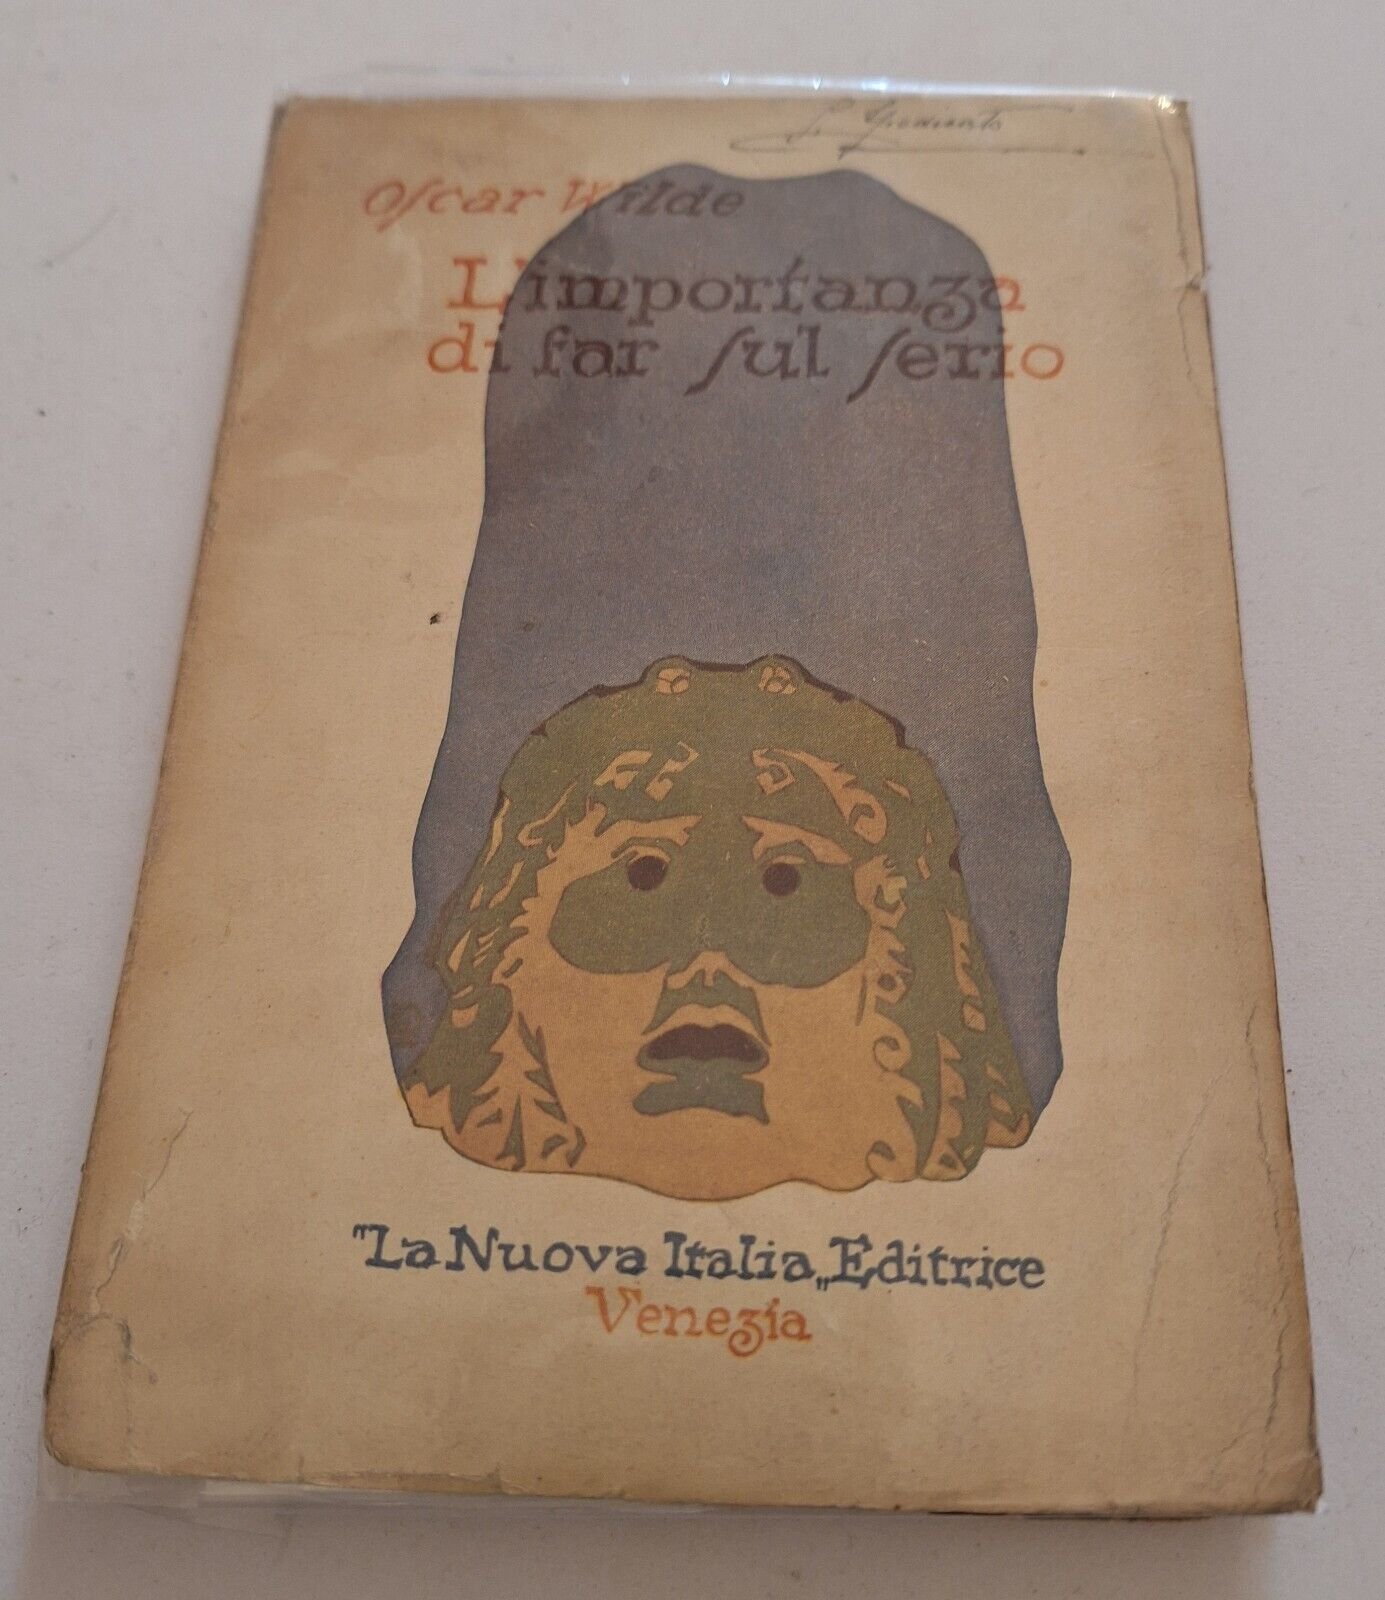 Oscar Wilde
L'importanza
di far sul serio
"La Nuova Italia„ Editrice
Venezia